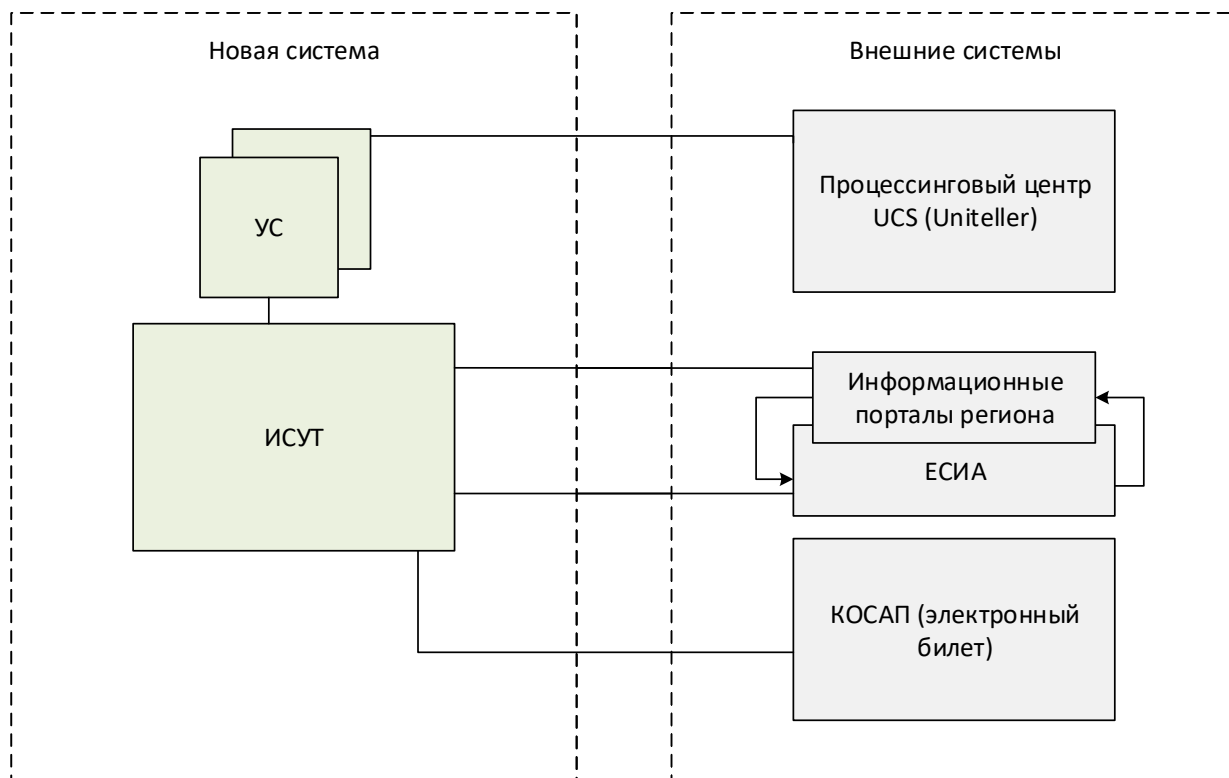 Новая система
Внешние системы
УС
Процессинговый центр
UCS (Uniteller)
ИСУТ
Информационные
порталы региона
ЕСИА
КОСАП (электронный
билет)